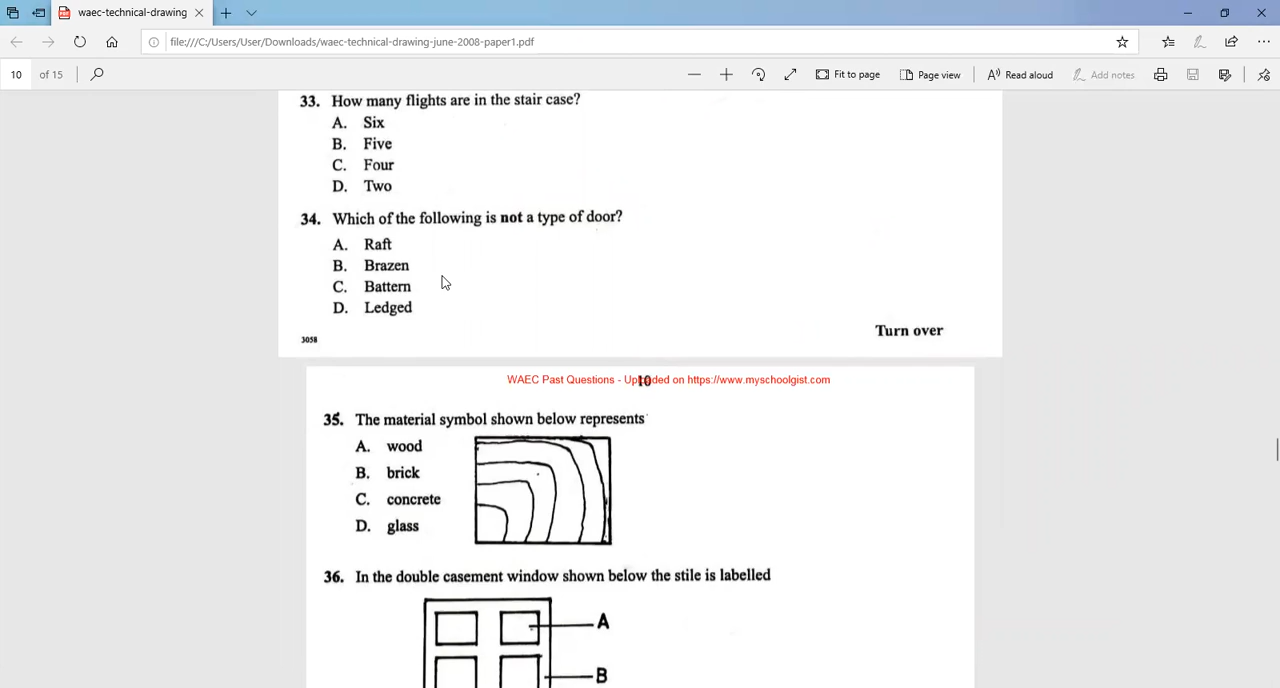 waec-technical-drawing
file:///C:/Users/User/Downloads/waec-technical-drawing-june-2008-paper1.pdf
10 of 15 Fit to page Page view Read aloud Add notes
33. How many flights are in the stair case?
A. Six
B. Five
C. Four
D. Two
34. Which of the following is not a type of door?
A. Raft
B. Brazen
C. Battern
D. Ledged
3058
Turn over
WAEC Past Questions - Uploaded on https://www.myschoolgist.com
10
35. The material symbol shown below represents
A. wood
B. brick
C. concrete
D. glass
36. In the double casement window shown below the stile is labelled
A
B